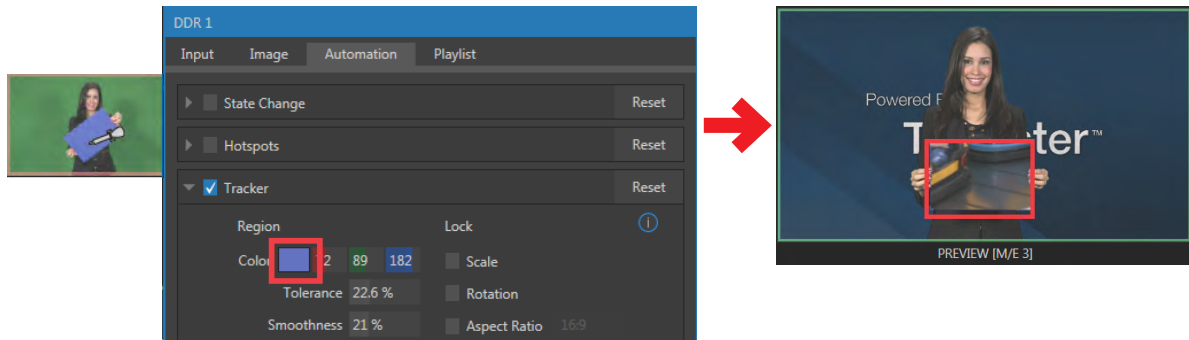 DDR 1
Input Image Automation Playlist
State Change Reset
Hotspots Reset
Tracker Reset
Region Lock
89 182 Scale
Tolerance 22.6 % Rotation
Smoothness 21 % Aspect Ratio 16:9
Powered
ter™
PREVIEW [M/E 3]